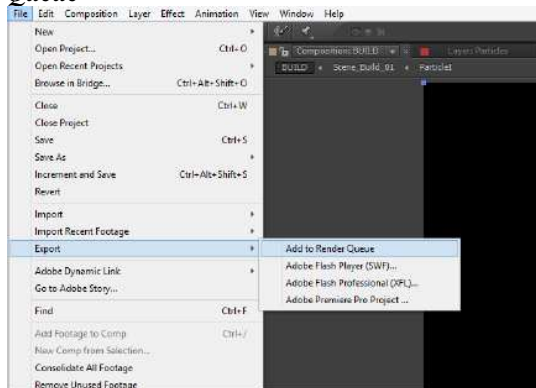 Queue
File Edit Composition Layer Effect Animation View Window Help
New
Open Project... Ctrl+O
Open Recent Projects
Browse in Bridge... Ctrl+Alt+Shift+O
Close Ctrl+W
Close Project
Save Ctrl+S
Save As
Increment and Save Ctrl+Alt+Shift+S
Revert
Import
Import Recent Footage
Export
Adobe Dynamic Link
Go to Adobe Story...
Find Ctrl+F
Add Footage to Comp Ctrl+/
New Comp from Selection...
Consolidate All Footage
Remove Unused Footage
Add to Render Queue
Adobe Flash Player (SWF)...
Adobe Flash Professional (XFL)...
Adobe Premiere Pro Project ...
Composition: BUILD
Layer: Particles
BUILD Scene_Build_01 Particle1